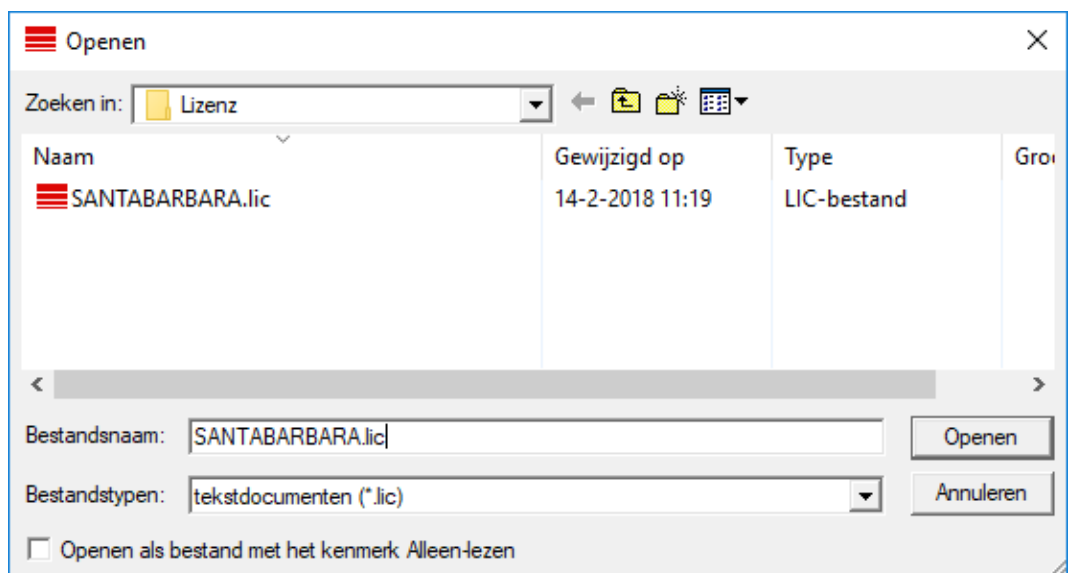 Openen
Zoeken in: Lizenz
Naam Gewijzigd op Type Groo
SANTABARBARA.lic 14-2-2018 11:19 LIC-bestand
Bestandsnaam: SANTABARBARA.lic Openen
Bestandstypen: tekstdocumenten (*.lic) Annuleren
Openen als bestand met het kenmerk Alleen-lezen